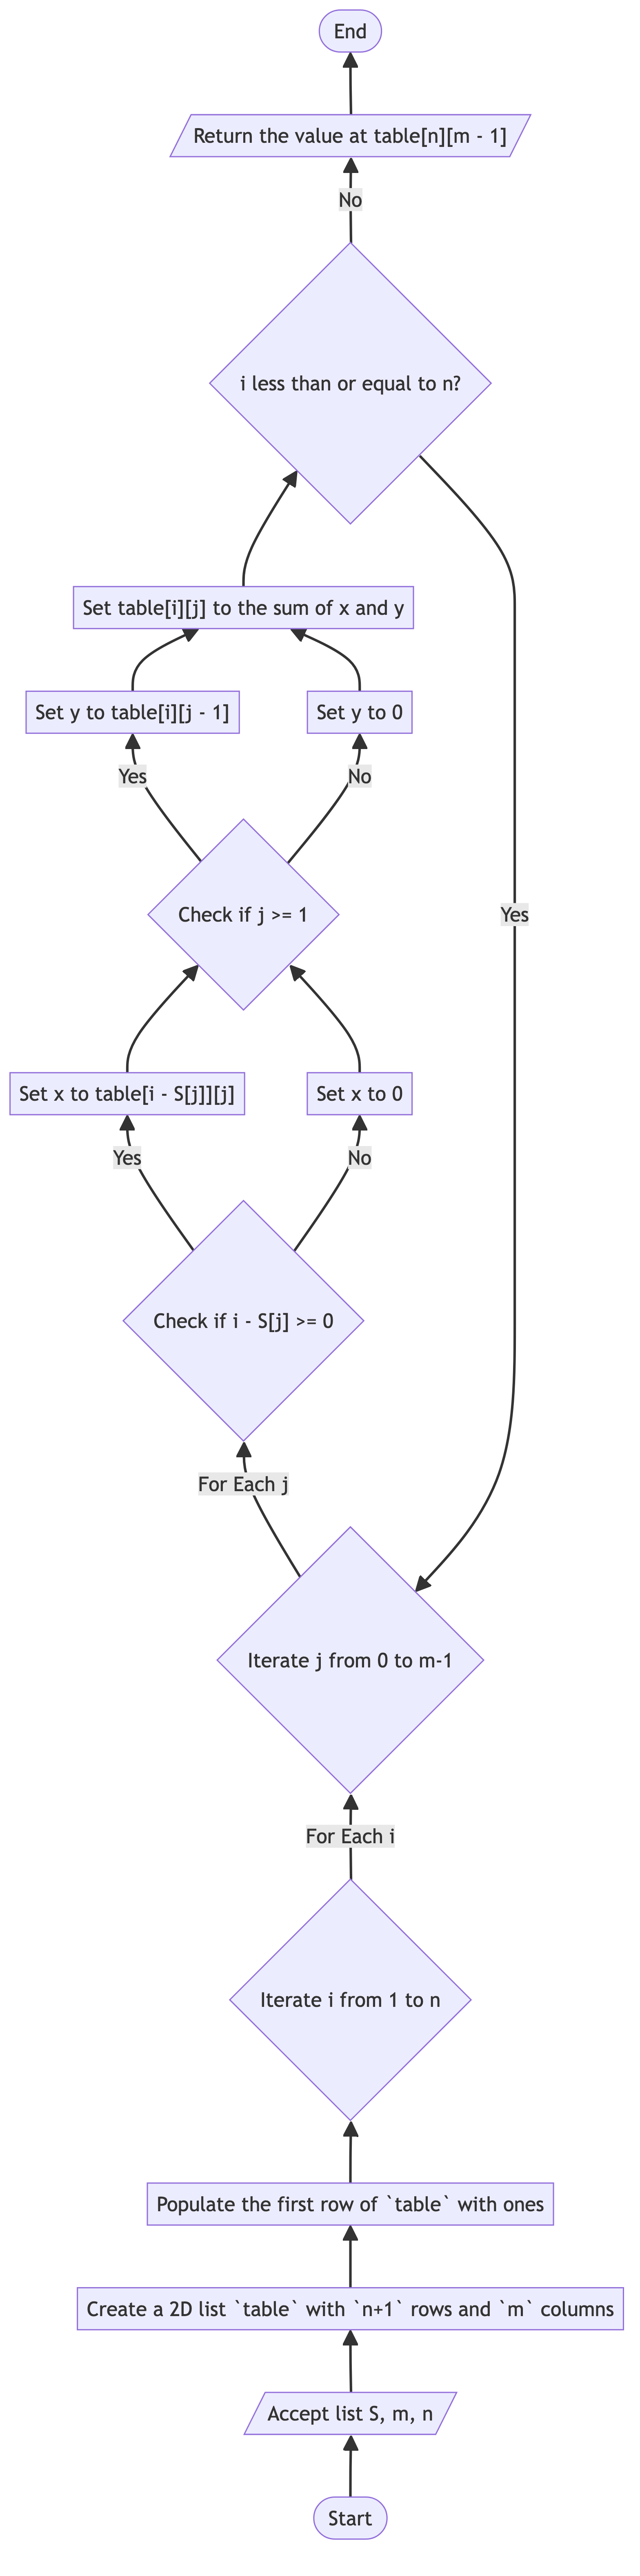 End
Return the value at table[n][m - 1]
No
i less than or equal to n?
Set table[i][j] to the sum of x and y
Set y to table[i][j - 1]
Set y to 0
Yes
No
Check if j >= 1
Yes
Set x to table[i - S[j]][j]
Set x to 0
Yes
No
Check if i - S[j] >= 0
For Each j
Iterate j from 0 to m-1
For Each i
Iterate i from 1 to n
Populate the first row of `table` with ones
Create a 2D list `table` with `n+1` rows and `m` columns
Accept list S, m, n
Start